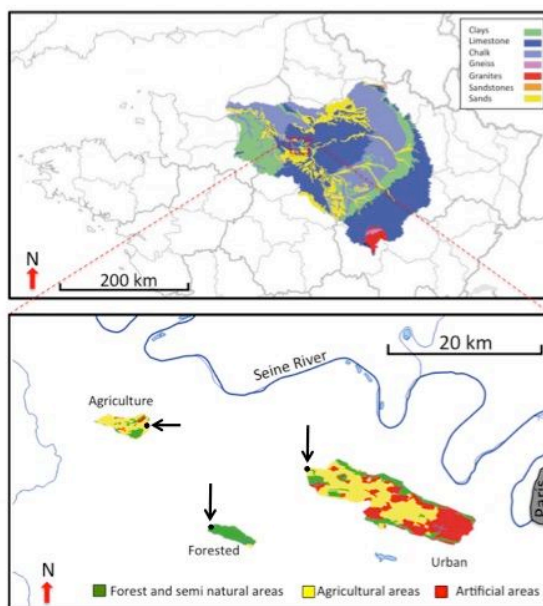 Clays
Limestone
Chalk
Gneiss
Granites
Sandstones
Sands
N
200 km
20 km
Seine River
Agriculture
Paris
Forested
Urban
N
Forest and semi natural areas
Agricultural areas
Artificial areas